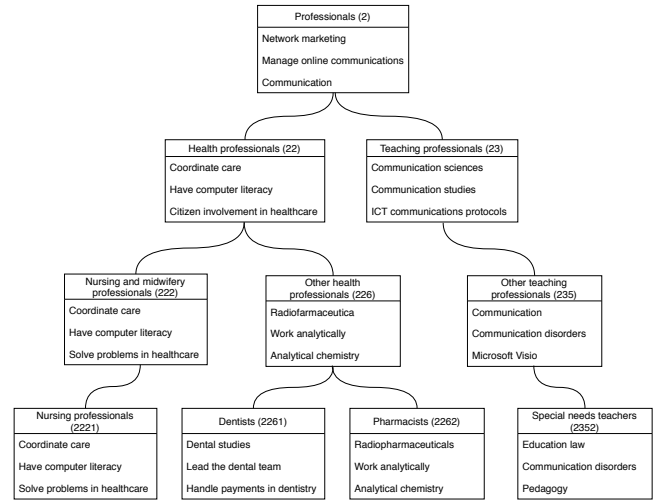 Professionals (2)
Network marketing
Manage online communications
Communication
Health professionals (22)
Coordinate care
Have computer literacy
Citizen involvement in healthcare
Teaching professionals (23)
Communication sciences
Communication studies
ICT communications protocols
Nursing and midwifery
professionals (222)
Coordinate care
Have computer literacy
Solve problems in healthcare
Other health
professionals (226)
Radiofarmaceutica
Work analytically
Analytical chemistry
Other teaching
professionals (235)
Communication
Communication disorders
Microsoft Visio
Nursing professionals
(2221)
Coordinate care
Have computer literacy
Solve problems in healthcare
Dentists (2261)
Dental studies
Lead the dental team
Handle payments in dentistry
Pharmacists (2262)
Radiopharmaceuticals
Work analytically
Analytical chemistry
Special needs teachers
(2352)
Education law
Communication disorders
Pedagogy